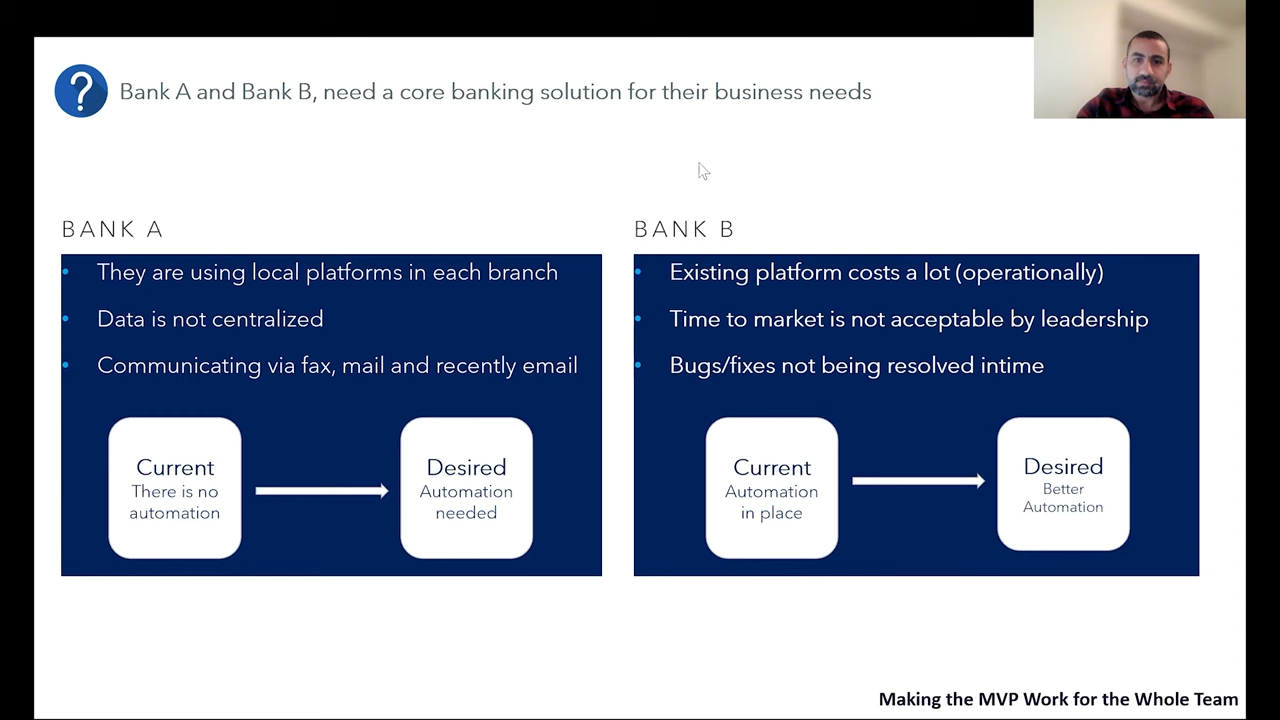 ?
Bank A and Bank B, need a core banking solution for their business needs
BANK A
• They are using local platforms in each branch
• Data is not centralized
• Communicating via fax, mail and recently email
Current
There is no
automation
Desired
Automation
needed
BANK B
• Existing platform costs a lot (operationally)
• Time to market is not acceptable by leadership
• Bugs/fixes not being resolved intime
Current
Automation
in place
Desired
Better
Automation
Making the MVP Work for the Whole Team